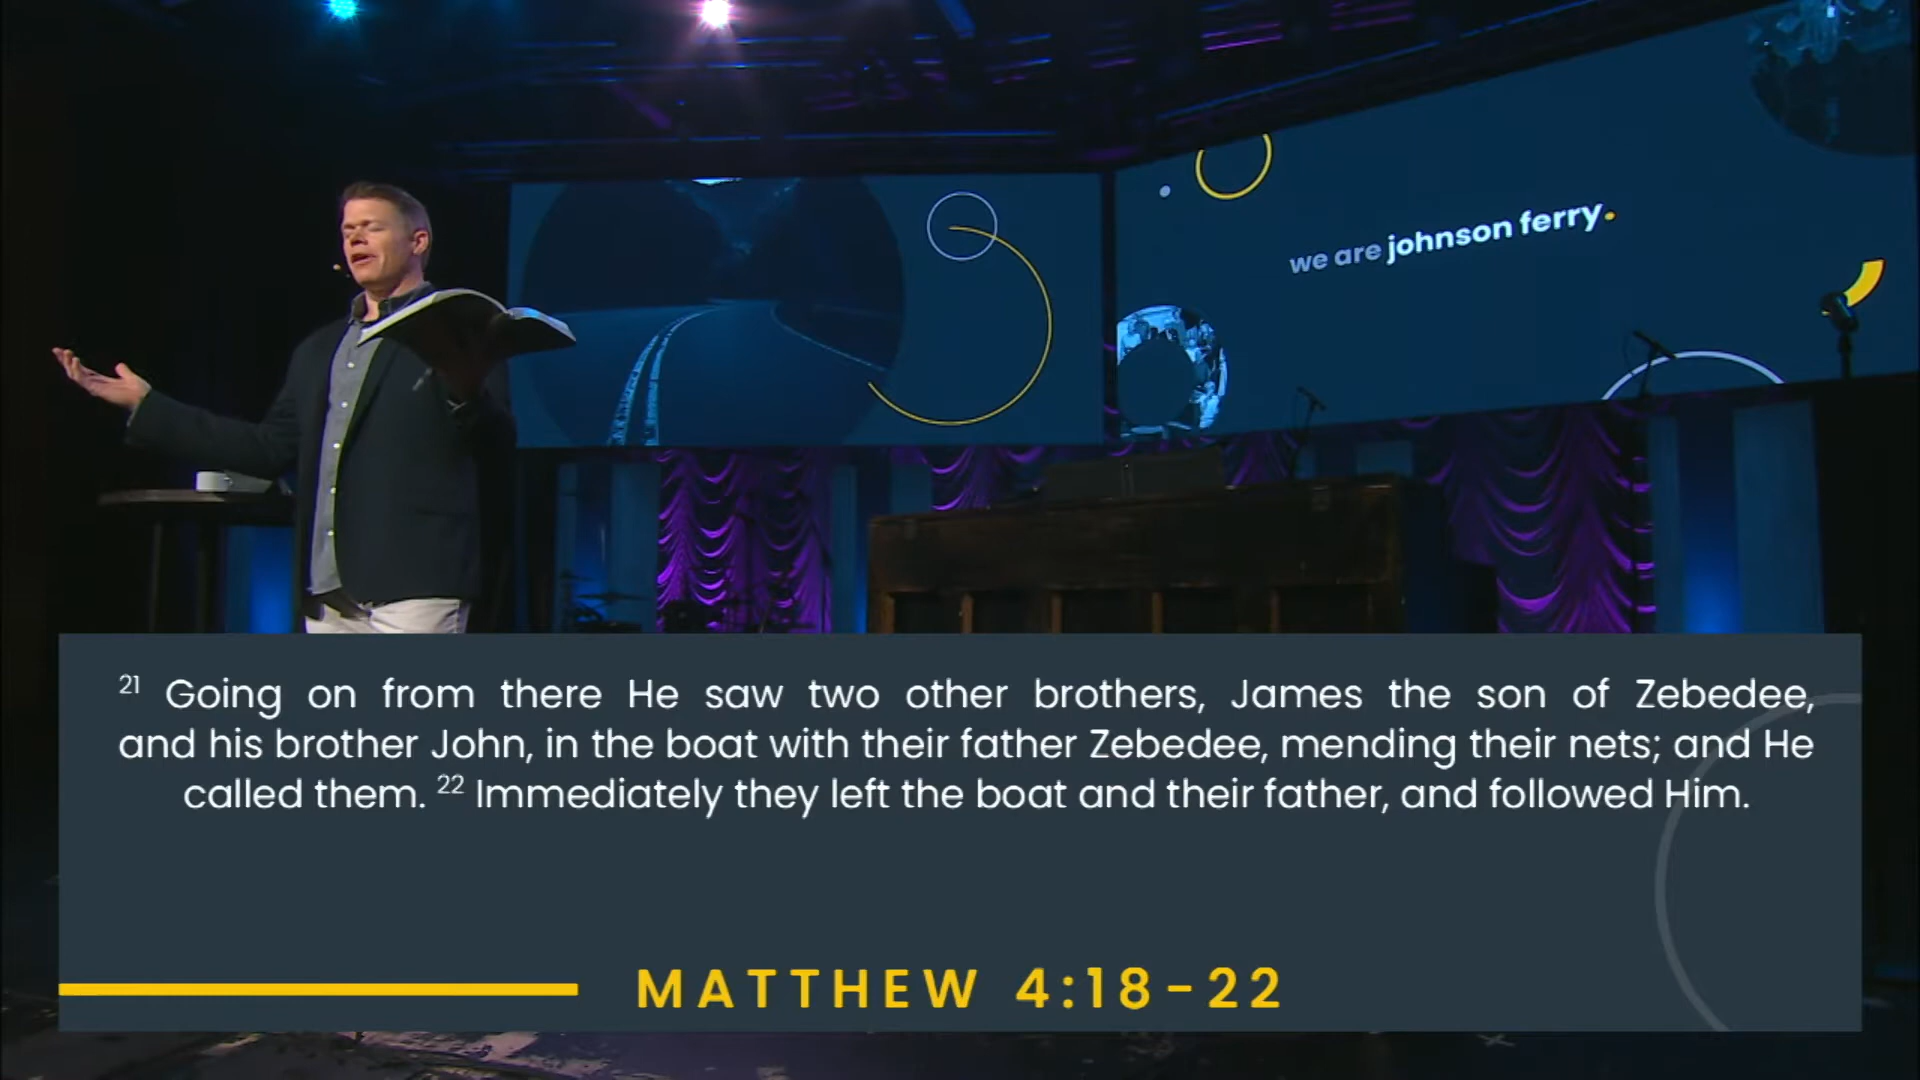 we are johnson ferry.
21 Going on from there He saw two other brothers, James the son of Zebedee,
and his brother John, in the boat with their father Zebedee, mending their nets; and He
called them. 22 Immediately they left the boat and their father, and followed Him.
MATTHEW 4:18-22